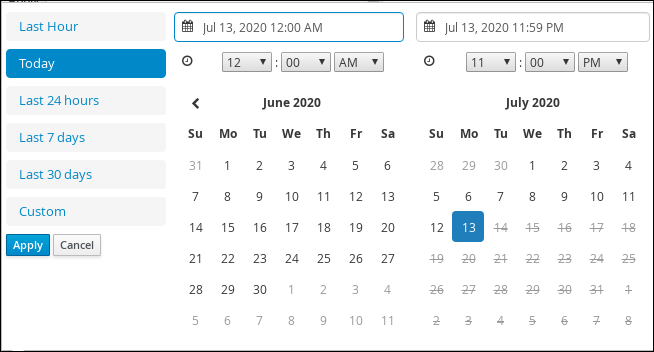 Last Hour
Today
Last 24 hours
Last 7 days
Last 30 days
Custom
Apply Cancel
Jul 13, 2020 12:00 AM
12 : 00 AM
June 2020
Su Mo Tu We Th Fr Sa
31 1 2 3 4 5 6
7 8 9 10 11 12 13
14 15 16 17 18 19 20
21 22 23 24 25 26 27
28 29 30 1 2 3 4
5 6 7 8 9 10 11
Jul 13, 2020 11:59 PM
11 : 00 PM
July 2020
Su Mo Tu We Th Fr Sa
28 29 30 1 2 3 4
5 6 7 8 9 10 11
12 13 14 15 16 17 18
19 20 21 22 23 24 25
26 27 28 29 30 31 1
2 3 4 5 6 7 8